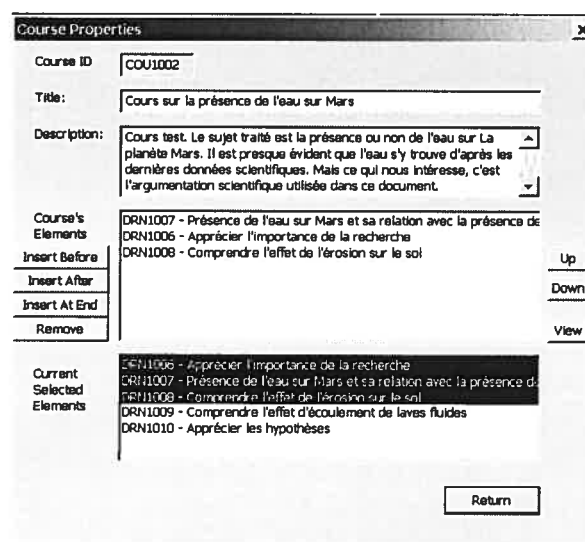 Course Properties
Course ID
COU1002
Title:
Cours sur la présence de l'eau sur Mars
Description:
Cours test. Le sujet traité est la présence ou non de l'eau sur La
planète Mars. Il est presque évident que l'eau s'y trouve d'après les
dernières données scientifiques. Mais ce qui nous intéresse, c'est
l'argumentation scientifique utilisée dans ce document.
Course's
Elements
DRN1007 - Présence de l'eau sur Mars et sa relation avec la présence de
DRN1006 - Apprécier l'importance de la recherche
DRN1008 - Comprendre l'effet de l'érosion sur le sol
Insert Before
Insert After
Insert At End
Remove
Up
Down
View
Current
Selected
Elements
DRN1006 - Apprécier l'importance de la recherche
DRN1007 - Présence de l'eau sur Mars et sa relation avec la présence d
DRN1008 - Comprendre l'effet de l'érosion sur le sol
DRN1009 - Comprendre l'effet d'écoulement de laves fluides
DRN1010 - Apprécier les hypothèses
Return